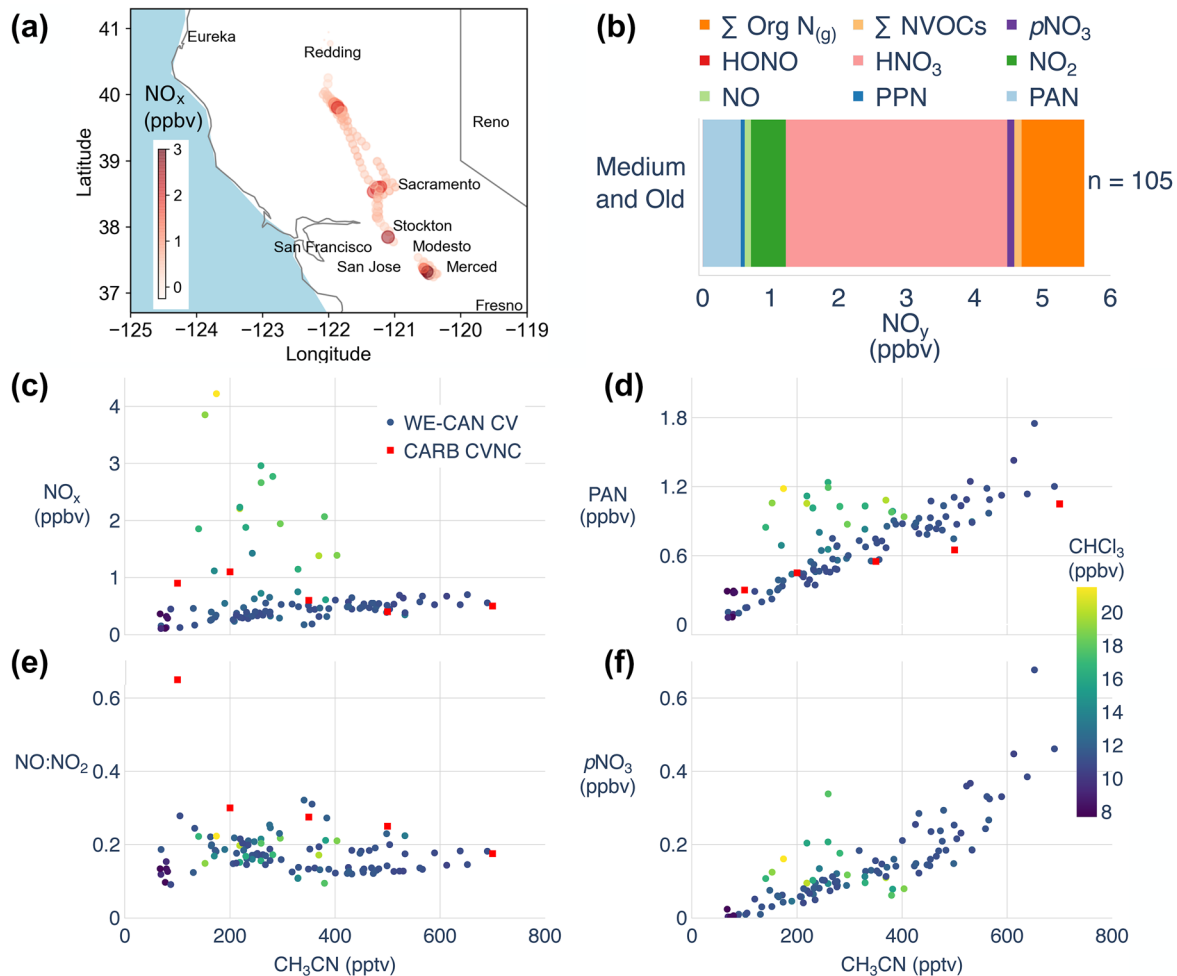 (a)
41
40
39
38
37
Latitude
−125
−124
−123
−122
−121
−120
−119
Longitude
NOx
(ppbv)
3
2
1
0
Eureka
Redding
Reno
Sacramento
Stockton
San Francisco
Modesto
San Jose
Merced
Fresno
(b)
∑ Org N(g)
∑ NVOCs
pNO3
HONO
HNO3
NO2
NO
PPN
PAN
Medium
and Old
n = 105
0 1 2 3 4 5 6
NOy
(ppbv)
(c)
4
3
2
1
0
NOx
(ppbv)
WE-CAN CV
CARB CVNC
(d)
1.8
1.2
0.6
0
PAN
(ppbv)
CHCl3
(ppbv)
20
18
16
14
12
10
8
(e)
0.6
0.4
0.2
0
NO:NO2
0 200 400 600 800
CH3CN (pptv)
(f)
0.6
0.4
0.2
0
pNO3
(ppbv)
0 200 400 600 800
CH3CN (pptv)